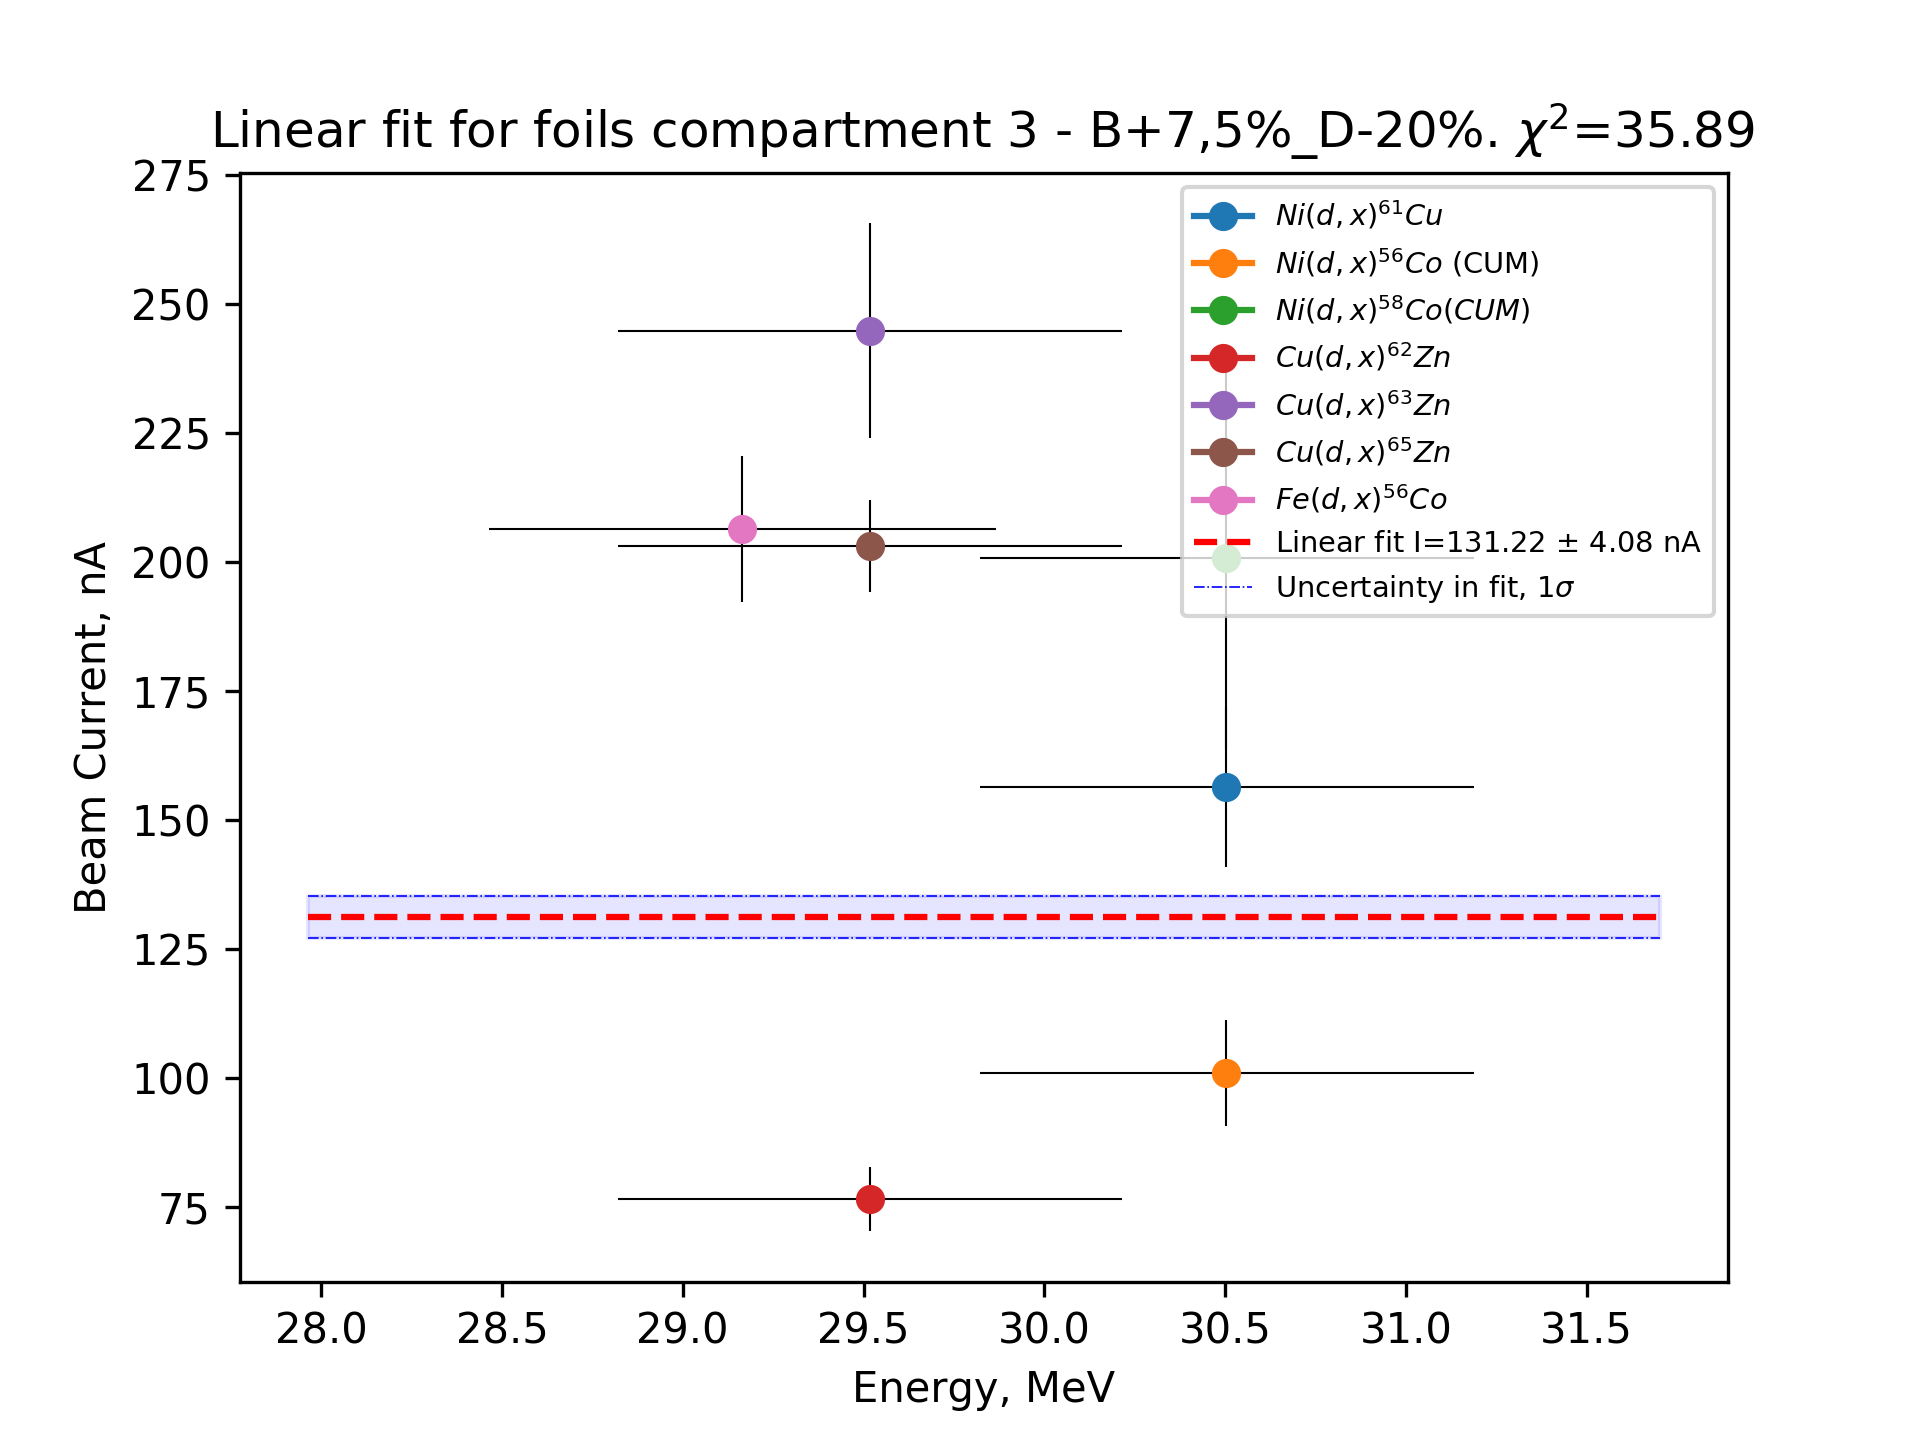 Linear fit for foils compartment 3 - B+7,5%_D-20%. χ²=35.89
275
250
225
200
175
150
125
100
75
Beam Current, nA
Ni(d, x)⁶¹Cu
Ni(d, x)⁵⁶Co (CUM)
Ni(d, x)⁵⁸Co(CUM)
Cu(d, x)⁶²Zn
Cu(d, x)⁶³Zn
Cu(d, x)⁶⁵Zn
Fe(d, x)⁵⁶Co
Linear fit I=131.22 ± 4.08 nA
Uncertainty in fit, 1σ
28.0 28.5 29.0 29.5 30.0 30.5 31.0 31.5
Energy, MeV